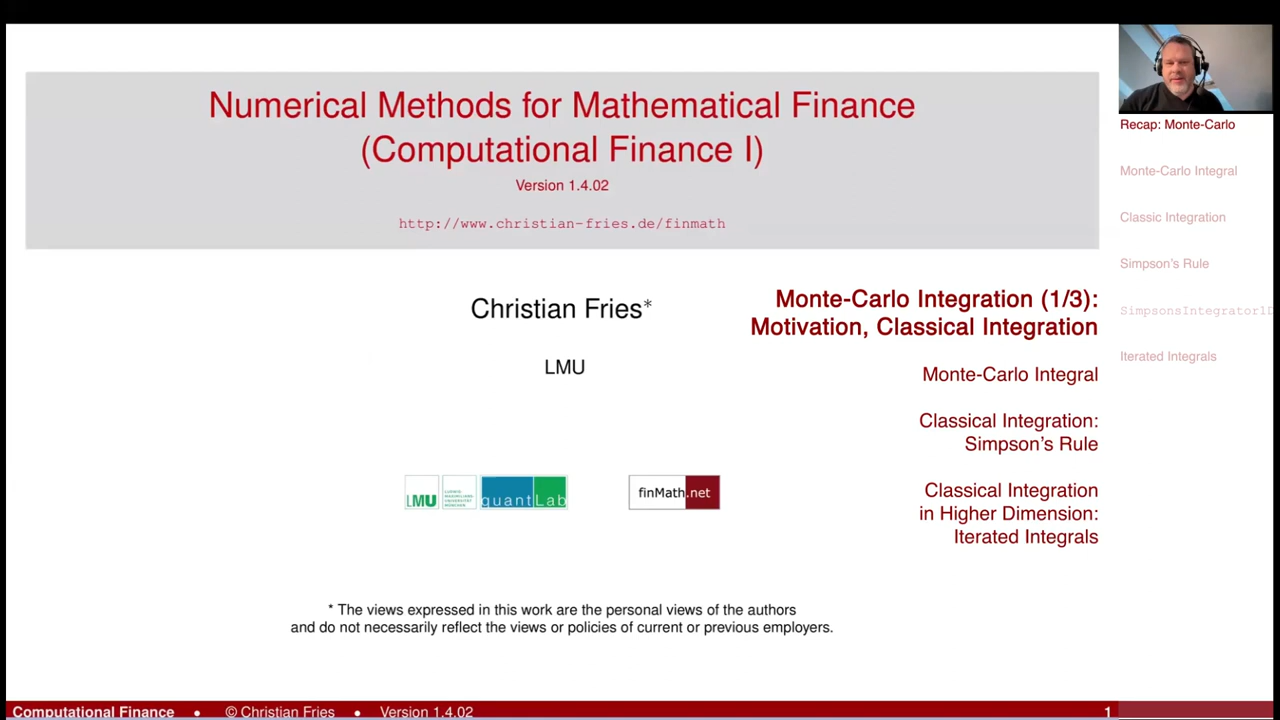 Numerical Methods for Mathematical Finance
(Computational Finance I)
Version 1.4.02
http://www.christian-fries.de/finmath
Christian Fries*
LMU
Monte-Carlo Integration (1/3):
Motivation, Classical Integration
Monte-Carlo Integral
Classical Integration:
Simpson's Rule
Classical Integration
in Higher Dimension:
Iterated Integrals
LMU
LUDWIG
MAXIMILIANS
UNIVERSITÄT
MÜNCHEN
quantLab
finMath.net
* The views expressed in this work are the personal views of the authors
and do not necessarily reflect the views or policies of current or previous employers.
Recap: Monte-Carlo
Monte-Carlo Integral
Classic Integration
Simpson's Rule
SimpsonsIntegrator1D
Iterated Integrals
Computational Finance • © Christian Fries • Version 1.4.02 1